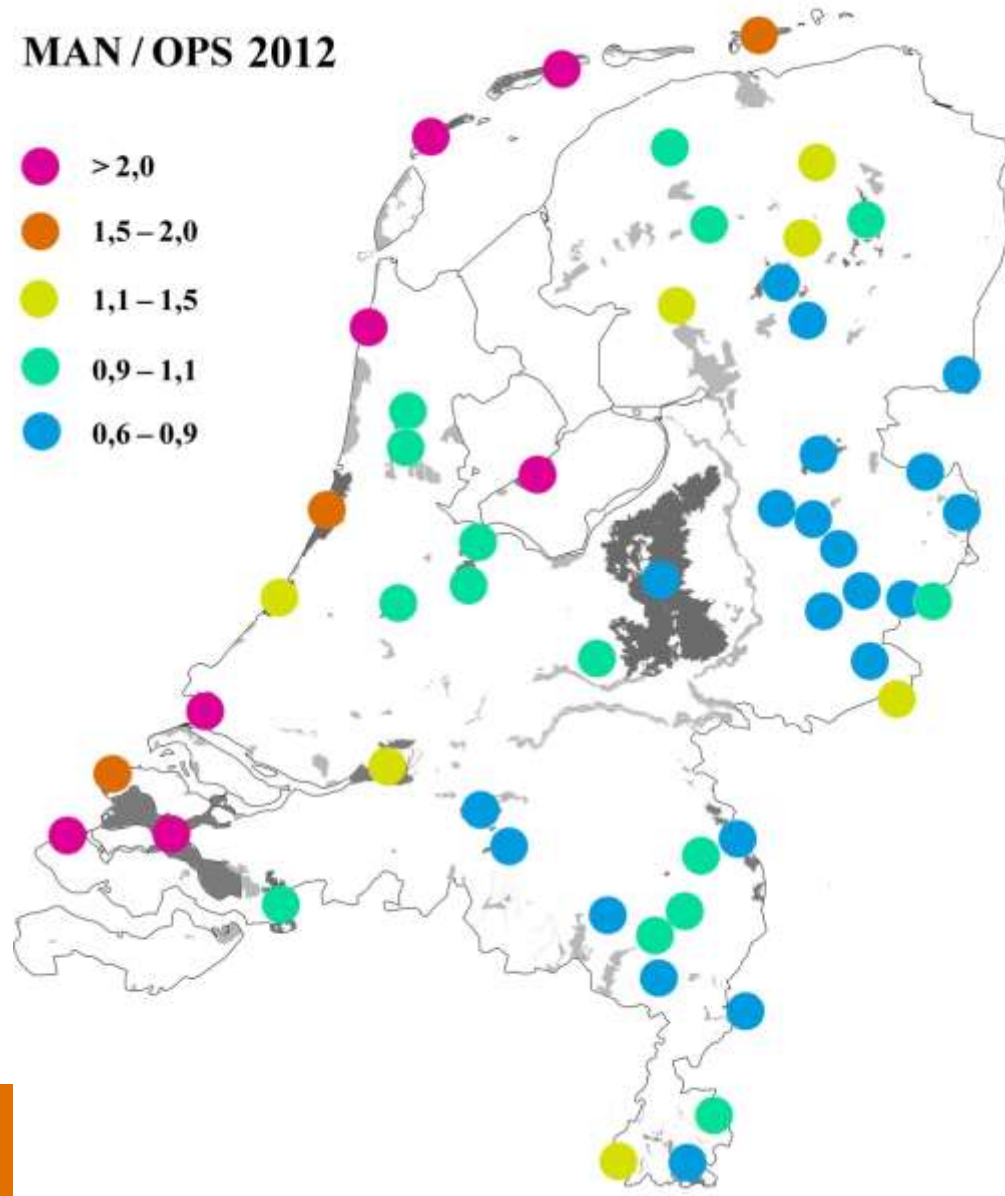 MAN / OPS 2012
> 2,0
1,5 – 2,0
1,1 – 1,5
0,9 – 1,1
0,6 – 0,9